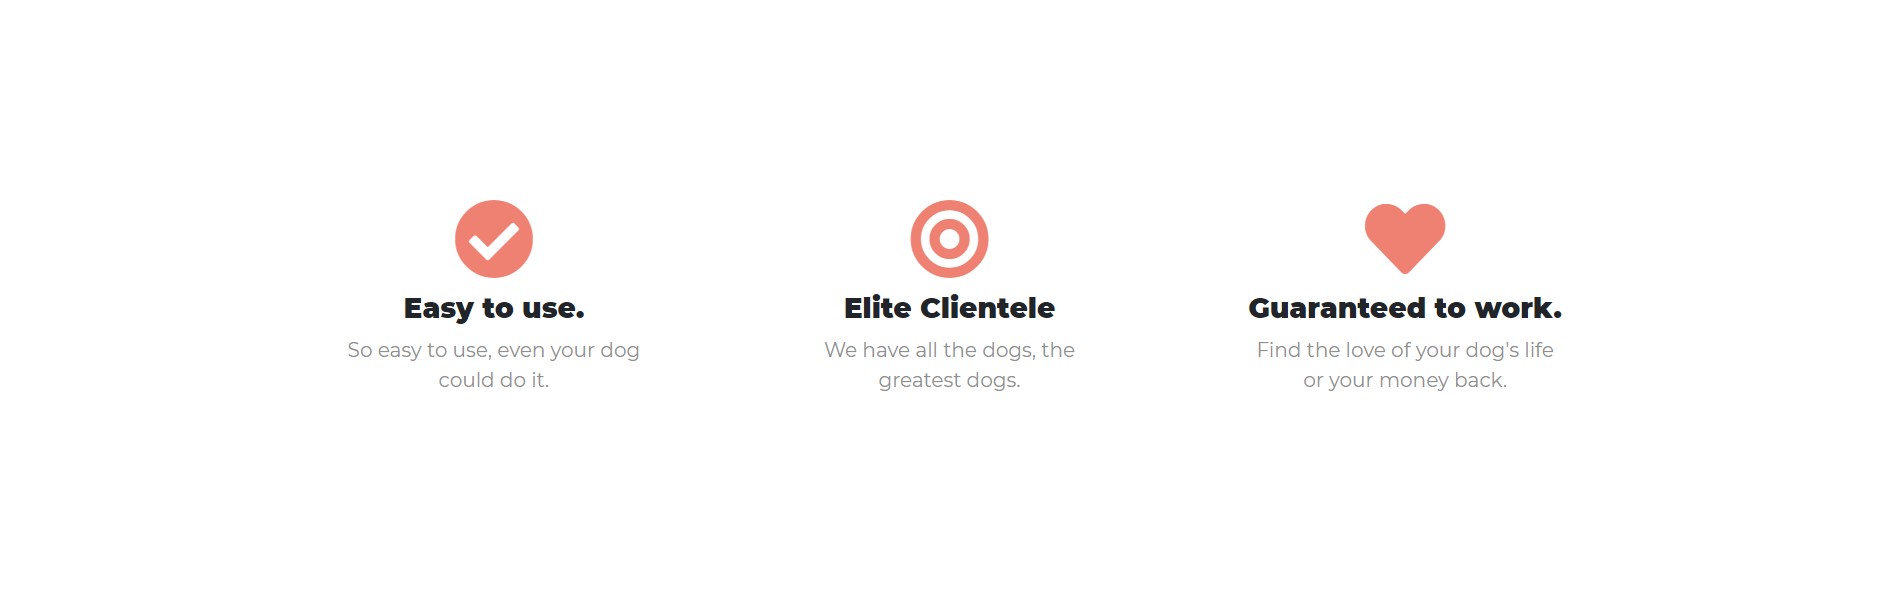 Easy to use.
So easy to use, even your dog
could do it.
Elite Clientele
We have all the dogs, the
greatest dogs.
Guaranteed to work.
Find the love of your dog's life
or your money back.